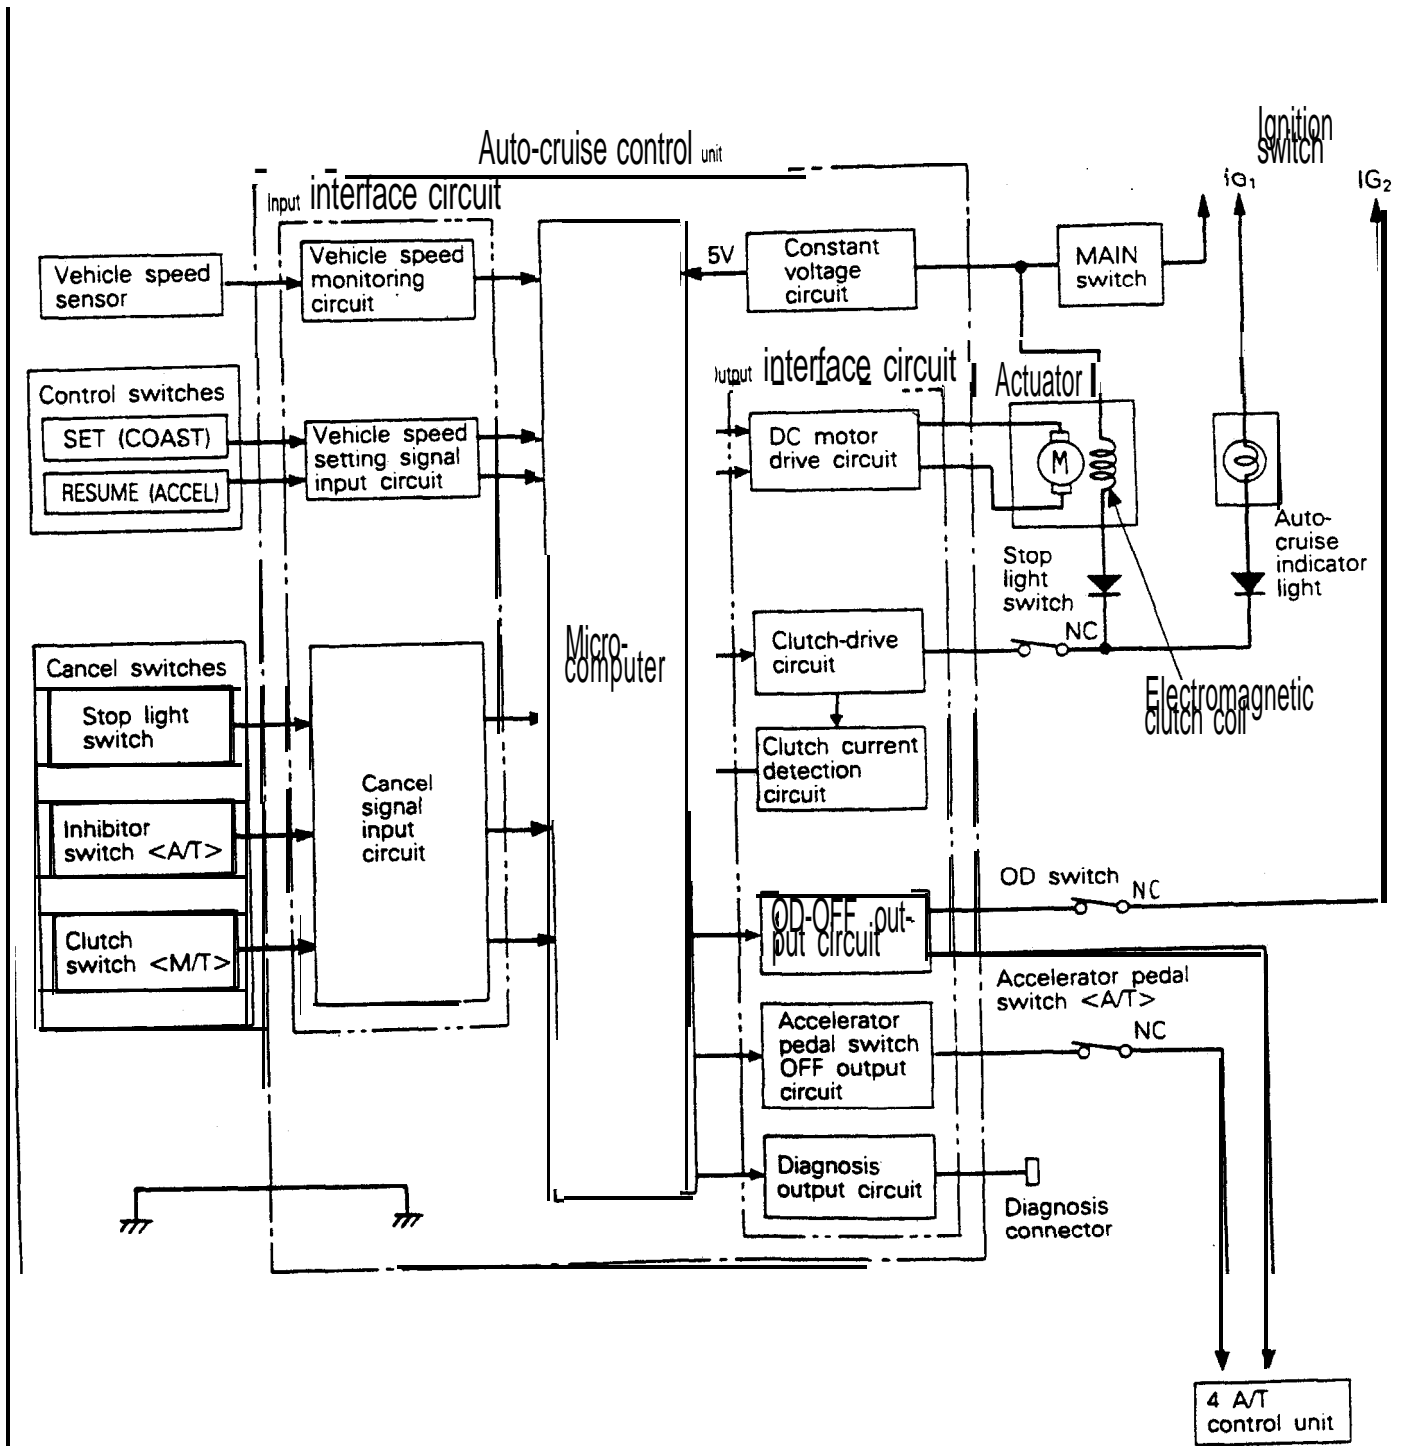 Ignition
switch
Auto-cruise control unit
IG1
IG2
Input interface circuit
Vehicle speed
sensor
Vehicle speed
monitoring
circuit
5V
Constant
voltage
circuit
MAIN
switch
Control switches
SET (COAST)
RESUME (ACCEL)
Vehicle speed
setting signal
input circuit
interface circuit
Actuator
DC motor
drive circuit
M
Auto-
cruise
indicator
light
Stop
light
switch
NC
Micro-
computer
Clutch-drive
circuit
Electromagnetic
clutch coil
Cancel switches
Stop light
switch
Inhibitor
switch <A/T>
Clutch
switch <M/T>
Cancel
signal
input
circuit
Clutch current
detection
circuit
OD switch
NC
OD-OFF out-
put circuit
Accelerator pedal
switch <A/T>
NC
Accelerator
pedal switch
OFF output
circuit
Diagnosis
output circuit
Diagnosis
connector
4 A/T
control unit